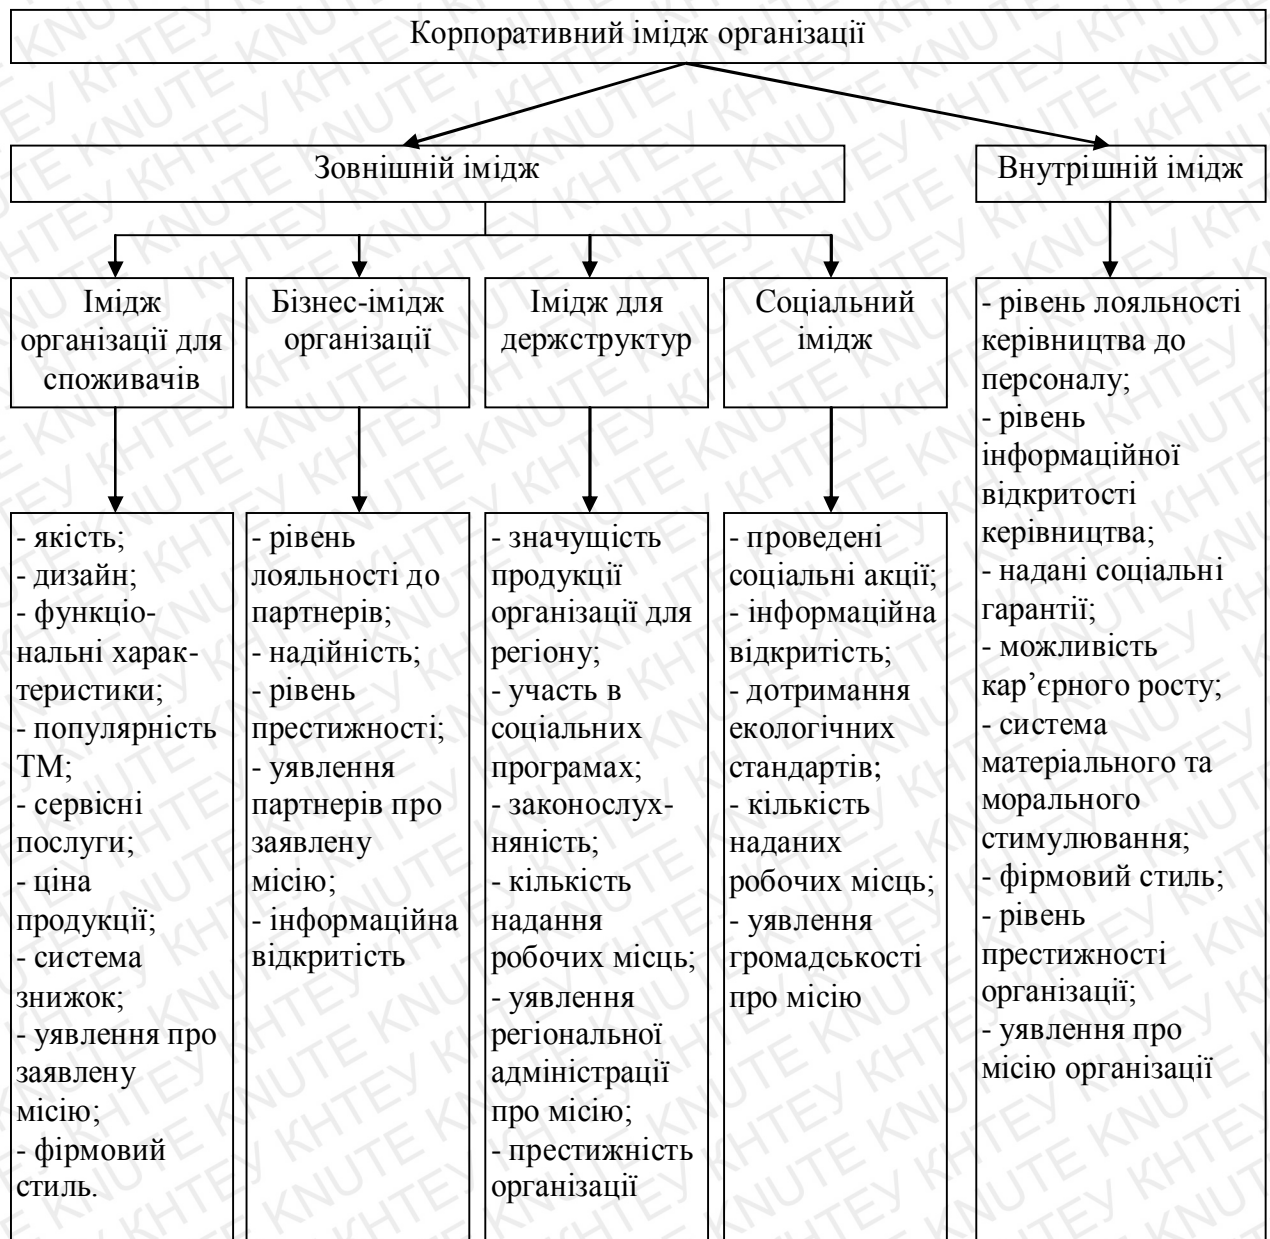 Корпоративний імідж організації
Зовнішній імідж
Внутрішній імідж
Імідж
організації для
споживачів
Бізнес-імідж
організації
Імідж для
держструктур
Соціальний
імідж
- якість;
- дизайн;
- функціо-
нальні харак-
теристики;
- популярність
ТМ;
- сервісні
послуги;
- ціна
продукції;
- система
знижок;
- уявлення про
заявлену
місію;
- фірмовий
стиль.
- рівень
лояльності до
партнерів;
- надійність;
- рівень
престижності;
- уявлення
партнерів про
заявлену
місію;
- інформаційна
відкритість
- значущість
продукції
організації для
регіону;
- участь в
соціальних
програмах;
- законослух-
няність;
- кількість
надання
робочих місць;
- уявлення
регіональної
адміністрації
про місію;
- престижність
організації
- проведені
соціальні акції;
- інформаційна
відкритість;
- дотримання
екологічних
стандартів;
- кількість
наданих
робочих місць;
- уявлення
громадськості
про місію
- рівень лояльності
керівництва до
персоналу;
- рівень
інформаційної
відкритості
керівництва;
- надані соціальні
гарантії;
- можливість
кар’єрного росту;
- система
матеріального та
морального
стимулювання;
- фірмовий стиль;
- рівень
престижності
організації;
- уявлення про
місію організації